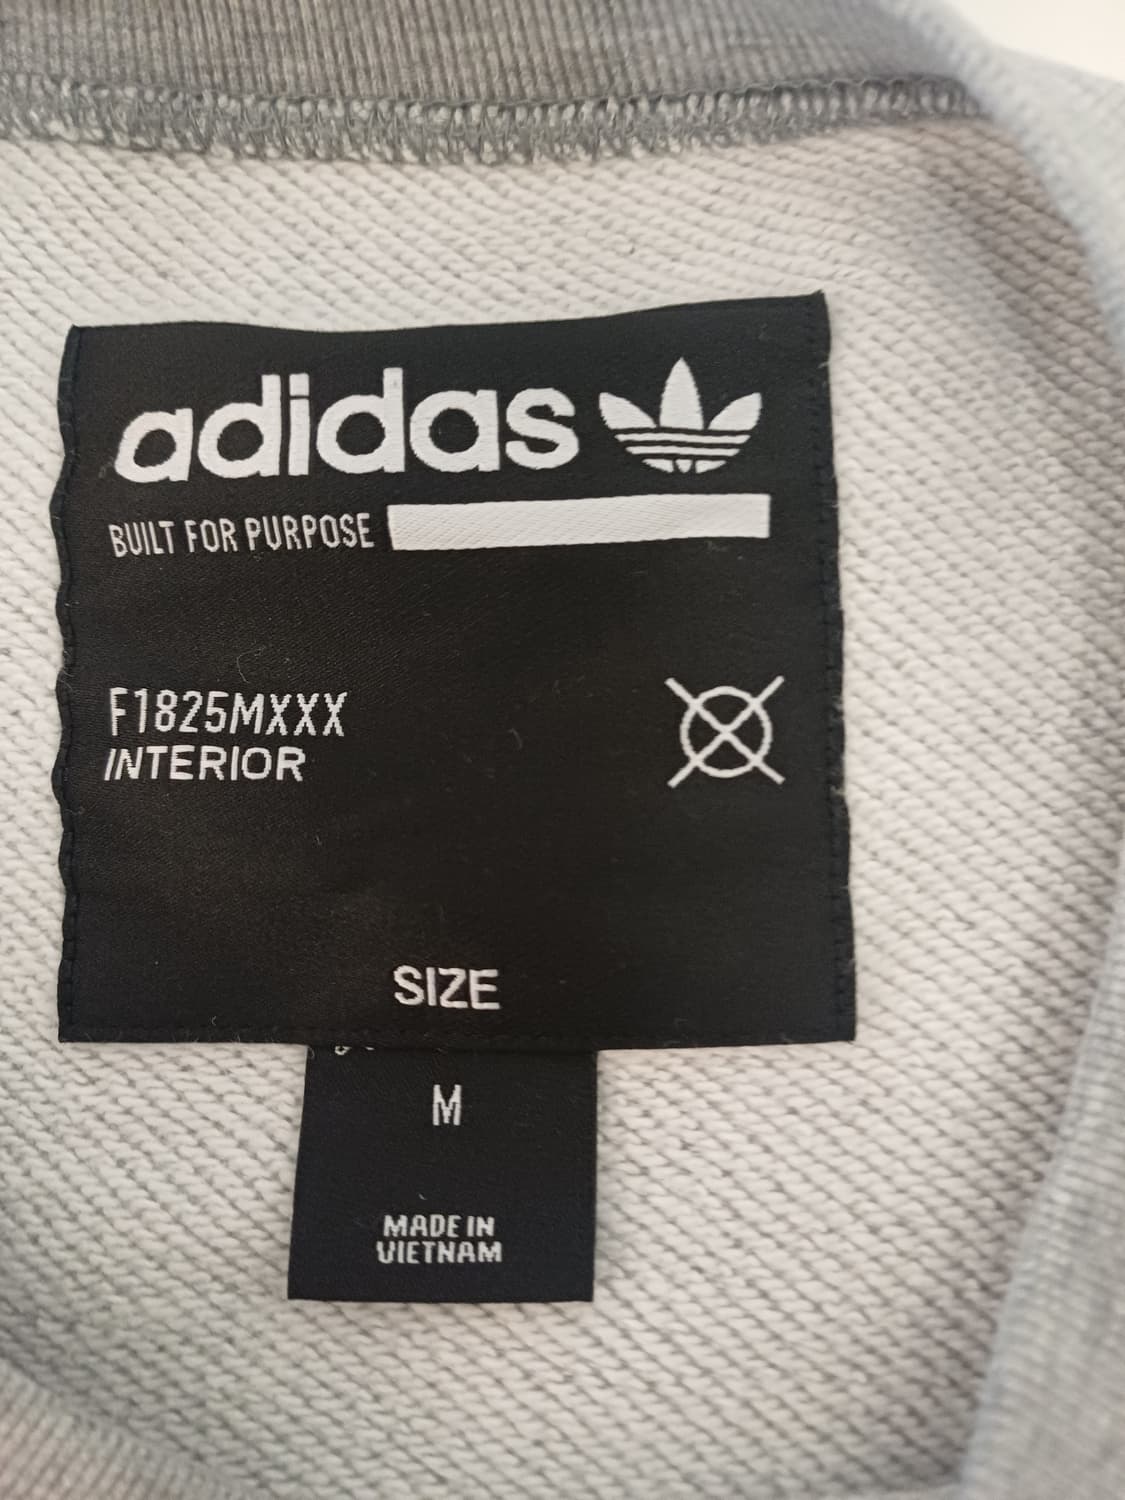 adidas
BUILT FOR PURPOSE
F1825MXXX
INTERIOR
SIZE
M
MADE IN
VIETNAM